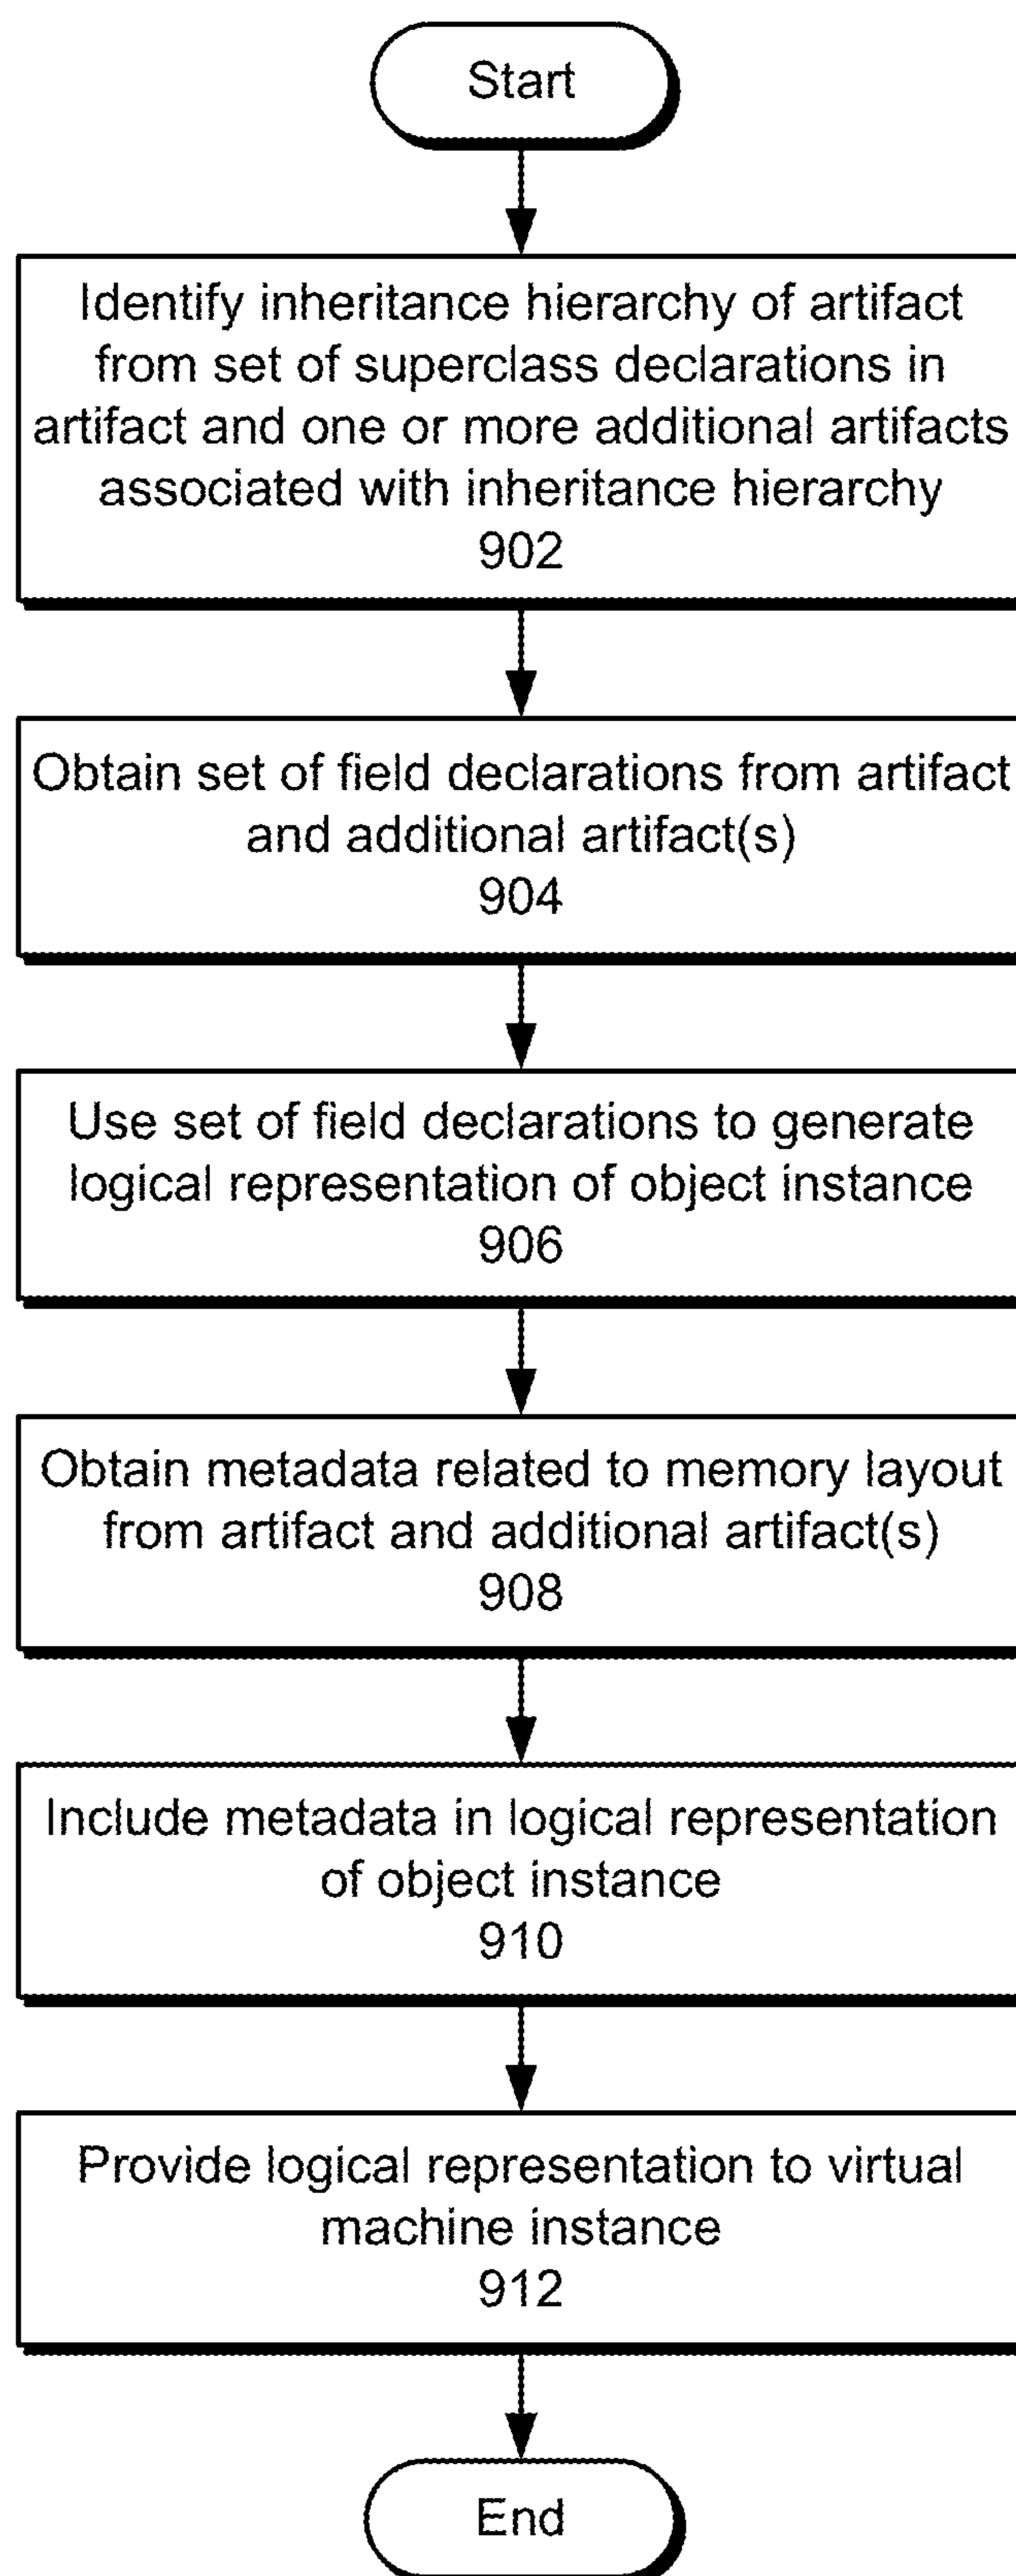 Start
Identify inheritance hierarchy of artifact
from set of superclass declarations in
artifact and one or more additional artifacts
associated with inheritance hierarchy
902
Obtain set of field declarations from artifact
and additional artifact(s)
904
Use set of field declarations to generate
logical representation of object instance
906
Obtain metadata related to memory layout
from artifact and additional artifact(s)
908
Include metadata in logical representation
of object instance
910
Provide logical representation to virtual
machine instance
912
End